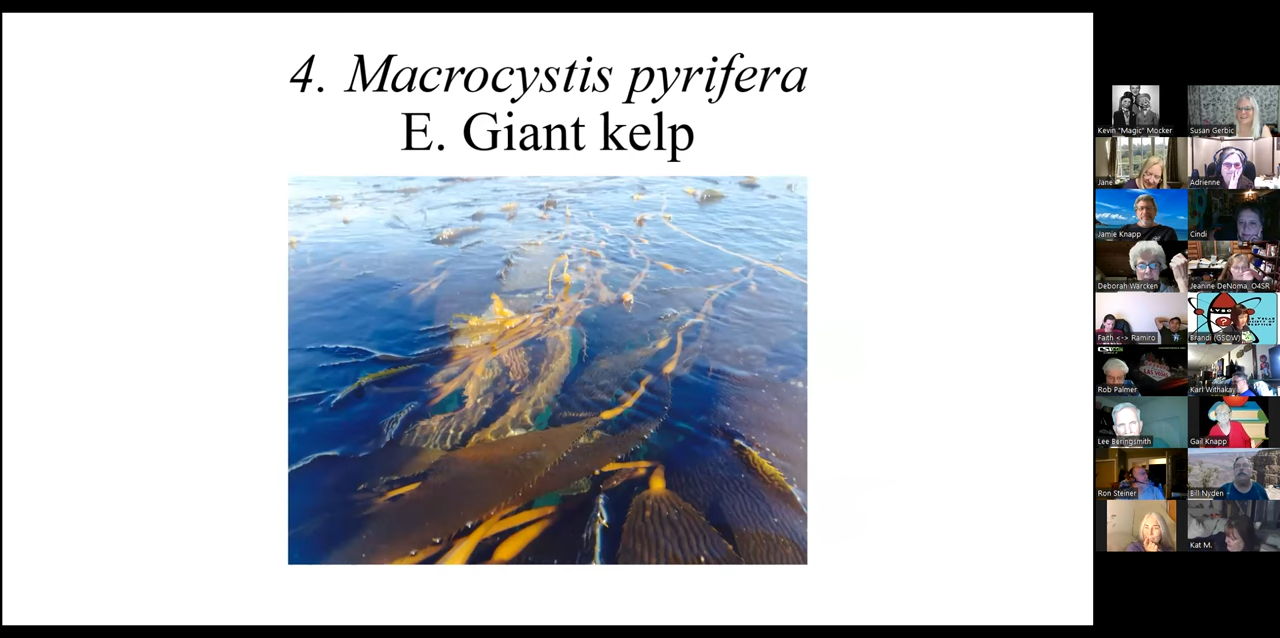 4. Macrocystis pyrifera
E. Giant kelp
Kevin "Magic" Mocker
Susan Gerbic
Jane
Adrienne
Jamie Knapp
Cindi
Deborah Warcken
Jeanine DeNoma, O4SR
Faith <-> Ramiro
Brandi (GSOW)
Rob Palmer
Karl Withakay
Lee Beringsmith
Gail Knapp
Ron Steiner
Bill Nyden
Kat M.